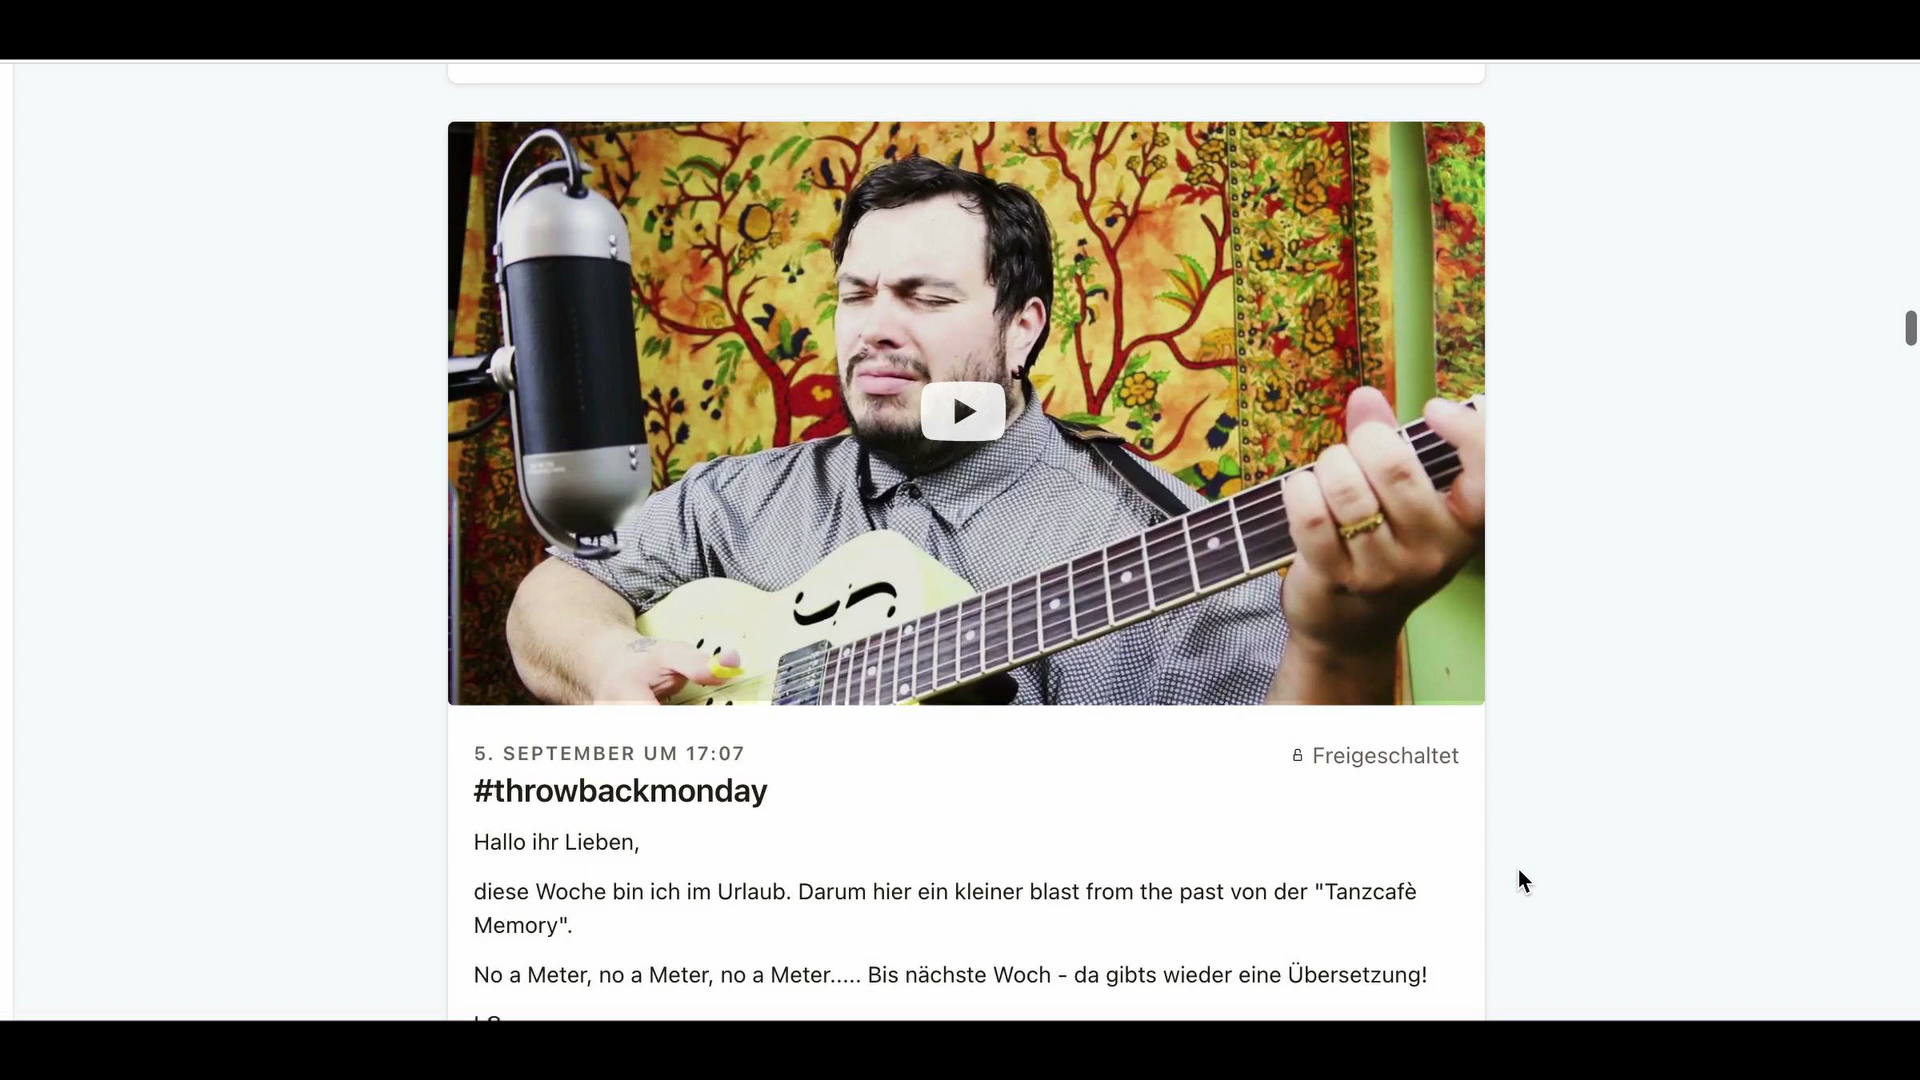 5. SEPTEMBER UM 17:07
Freigeschaltet
#throwbackmonday
Hallo ihr Lieben,
diese Woche bin ich im Urlaub. Darum hier ein kleiner blast from the past von der "Tanzcafè
Memory".
No a Meter, no a Meter, no a Meter..... Bis nächste Woch - da gibts wieder eine Übersetzung!